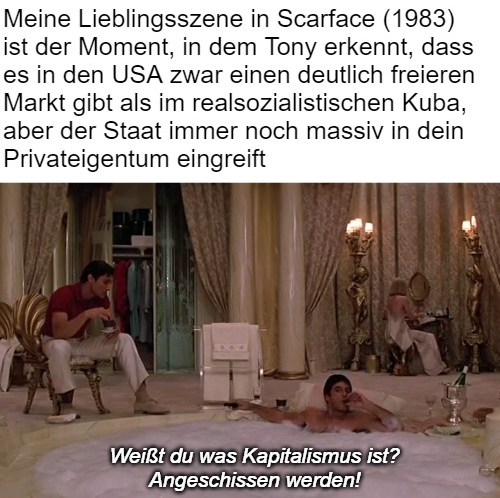 Meine Lieblingsszene in Scarface (1983)
ist der Moment, in dem Tony erkennt, dass
es in den USA zwar einen deutlich freieren
Markt gibt als im realsozialistischen Kuba,
aber der Staat immer noch massiv in dein
Privateigentum eingreift
Weißt du was Kapitalismus ist?
Angeschissen werden!